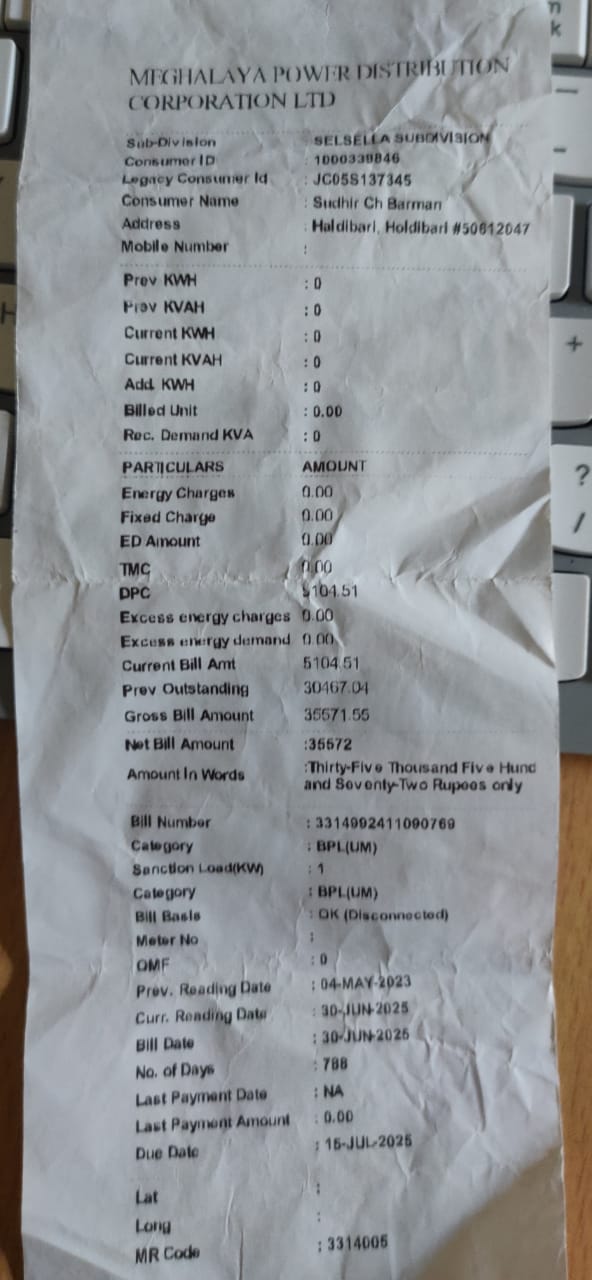 MEGHALAYA POWER DISTRIBUTION
CORPORATION LTD
Sub-Division : SELSELLA SUBDIVISION
Consumer ID : 1000339846
Legacy Consumer Id : JC05S137345
Consumer Name : Sudhir Ch Barman
Address : Haldibari, Holdibari #50612047
Mobile Number :
Prev KWH : 0
Prev KVAH : 0
Current KWH : 0
Current KVAH : 0
Add. KWH : 0
Billed Unit : 0.00
Rec. Demand KVA : 0
PARTICULARS AMOUNT
Energy Charges 0.00
Fixed Charge 0.00
ED Amount 0.00
TMC 0.00
DPC 5104.51
Excess energy charges 0.00
Excess energy demand 0.00
Current Bill Amt 5104.51
Prev Outstanding 30467.04
Gross Bill Amount 35571.55
Net Bill Amount :35572
Amount In Words :Thirty-Five Thousand Five Hund
and Seventy-Two Rupees only
Bill Number : 3314992411090769
Category : BPL(UM)
Sanction Load(KW) : 1
Category : BPL(UM)
Bill Basis : OK (Disconnected)
Meter No :
OMF : 0
Prev. Reading Date : 04-MAY-2023
Curr. Reading Date : 30-JUN-2025
Bill Date : 30-JUN-2025
No. of Days : 788
Last Payment Date : NA
Last Payment Amount : 0.00
Due Date : 15-JUL-2025
Lat :
Long :
MR Code : 3314005